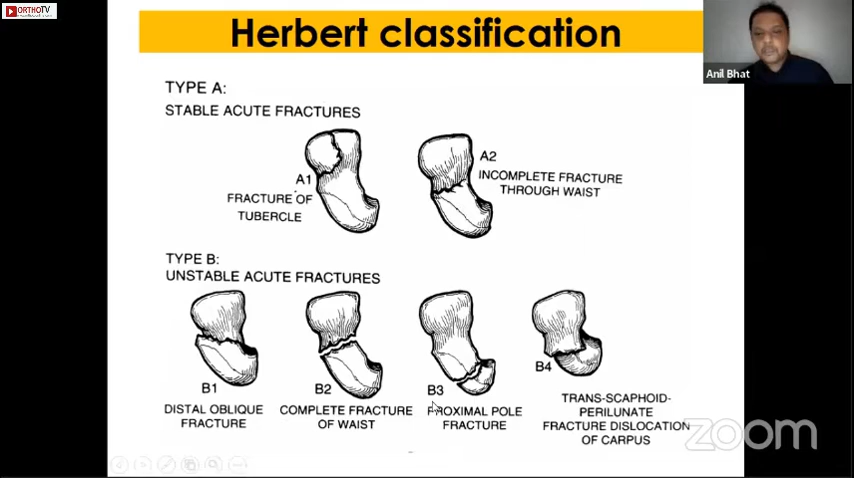 ORTHOTV
Herbert classification
Anil Bhat
TYPE A:
STABLE ACUTE FRACTURES
A1
FRACTURE OF
TUBERCLE
A2
INCOMPLETE FRACTURE
THROUGH WAIST
TYPE B:
UNSTABLE ACUTE FRACTURES
B1
DISTAL OBLIQUE
FRACTURE
B2
COMPLETE FRACTURE
OF WAIST
B3
PROXIMAL POLE
FRACTURE
B4
TRANS-SCAPHOID-
PERILUNATE
FRACTURE DISLOCATION
OF CARPUS
zoom